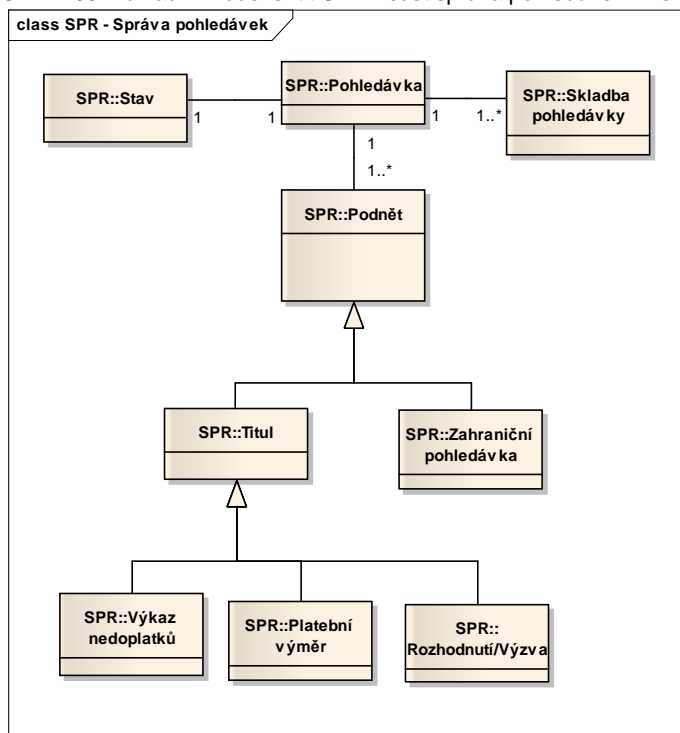 class SPR - Správa pohledávek
SPR::Stav
1
1
SPR::Pohledávka
1
1..*
SPR::Skladba
pohledávky
1
1..*
SPR::Podnět
SPR::Titul
SPR::Zahraniční
pohledávka
SPR::Výkaz
nedoplatků
SPR::Platební
výměr
SPR::
Rozhodnutí/Výzva